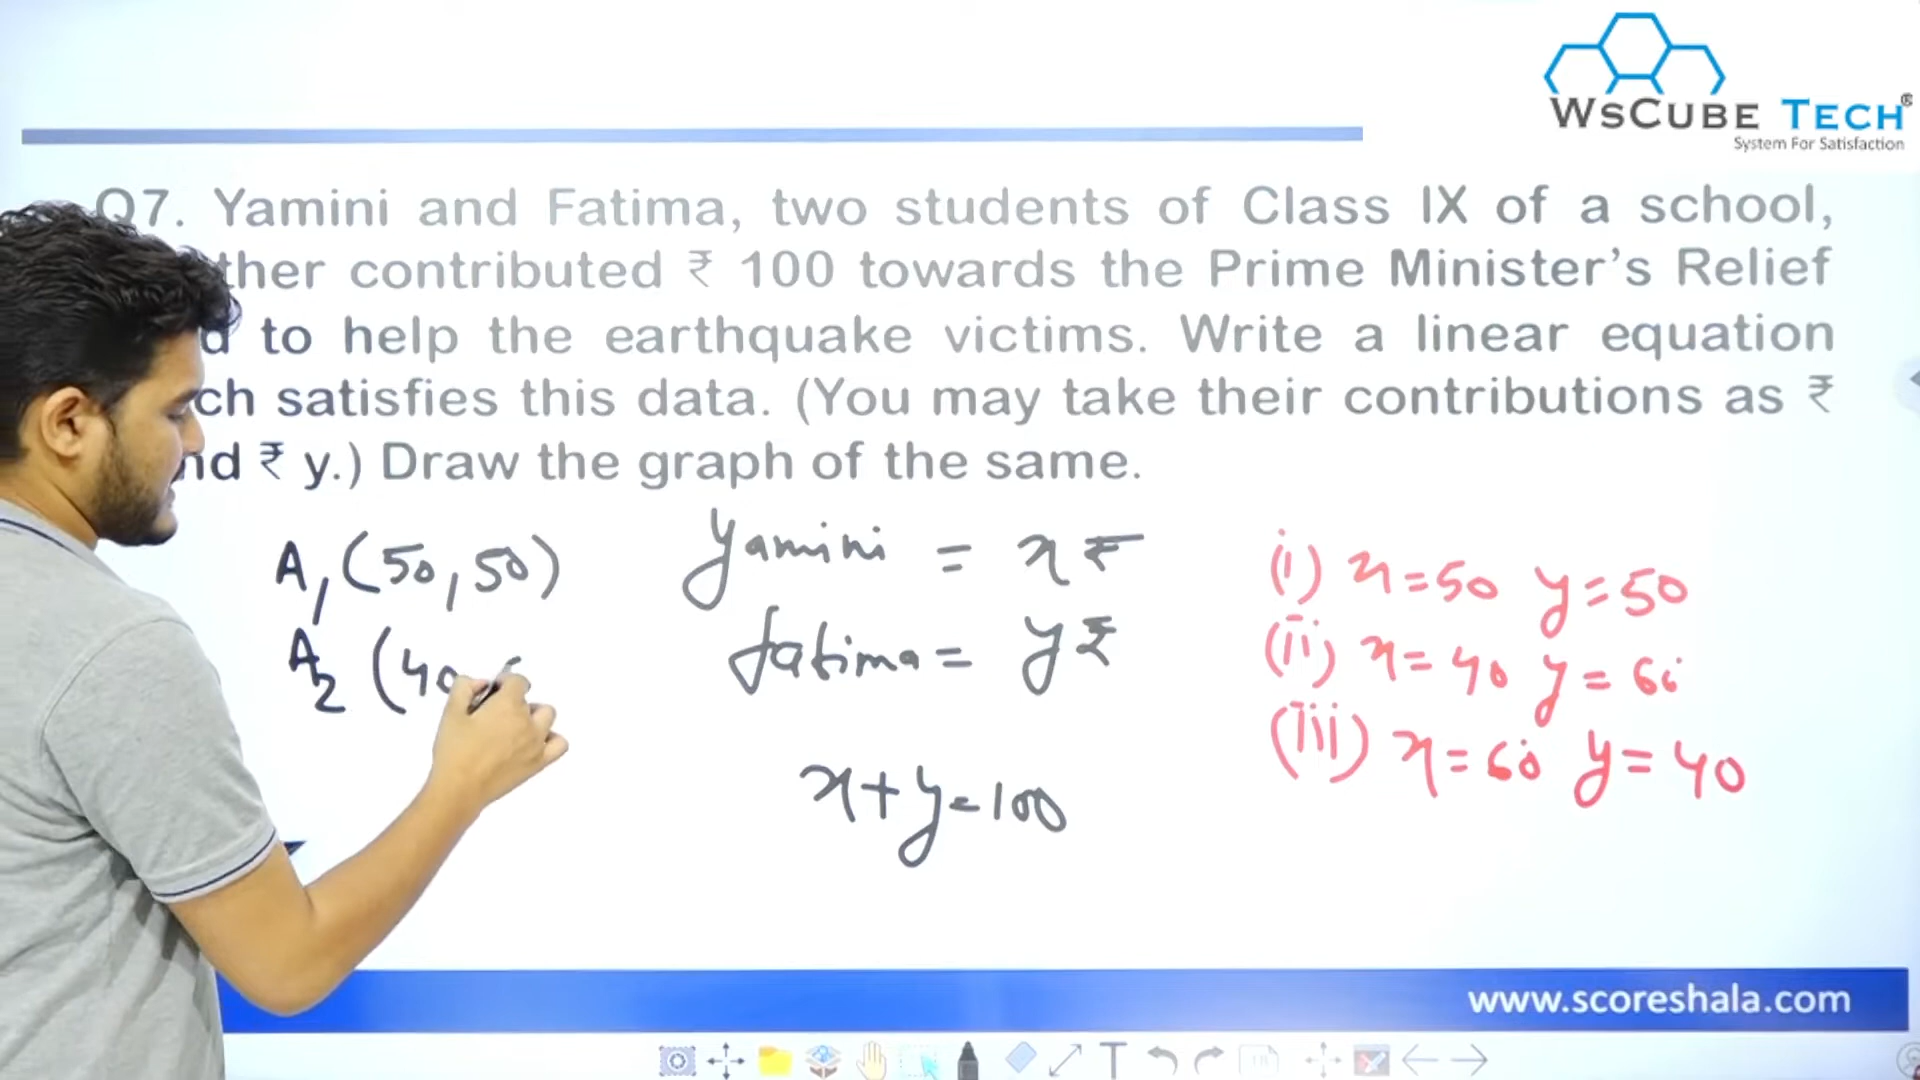 WsCube Tech®
System For Satisfaction
Q7. Yamini and Fatima, two students of Class IX of a school,
ther contributed ₹ 100 towards the Prime Minister’s Relief
d to help the earthquake victims. Write a linear equation
ch satisfies this data. (You may take their contributions as ₹
nd ₹ y.) Draw the graph of the same.
A1 (50, 50)
A2 (40
Yamini = x ₹
fatima = y ₹
x + y = 100
(i) x = 50 y = 50
(ii) x = 40 y = 60
(iii) x = 60 y = 40
www.scoreshala.com